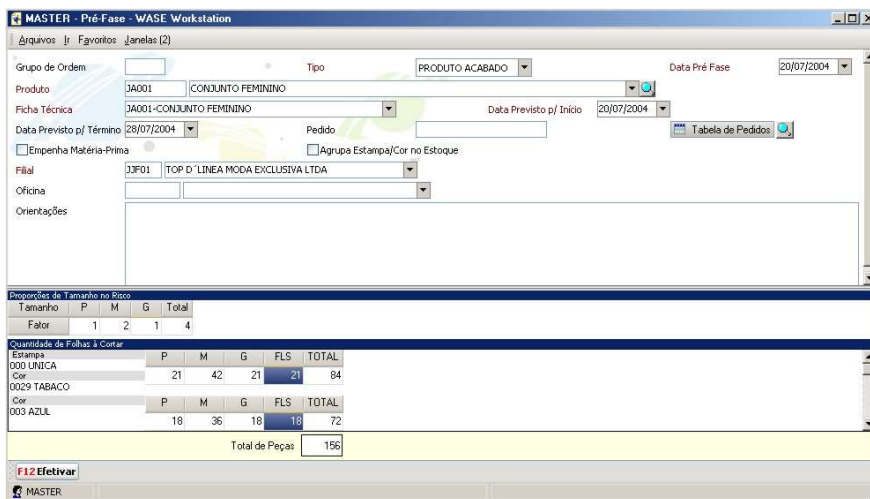 MASTER - Pré-Fase - WASE Workstation
Arquivos Ir Favoritos Janelas (2)
Grupo de Ordem Tipo PRODUTO ACABADO Data Pré Fase 20/07/2004
Produto JA001 CONJUNTO FEMININO
Ficha Técnica JA001-CONJUNTO FEMININO Data Previsto p/ Início 20/07/2004
Data Previsto p/ Término 28/07/2004 Pedido Tabela de Pedidos
Empenha Matéria-Prima Agrupa Estampa/Cor no Estoque
Filial JJF01 TOP D´LINEA MODA EXCLUSIVA LTDA
Oficina
Orientações
Proporções de Tamanho no Risco
Tamanho P M G Total
Fator 1 2 1 4
Quantidade de Folhas à Cortar
Estampa P M G FLS TOTAL
000 UNICA
Cor 21 42 21 21 84
0029 TABACO
Cor P M G FLS TOTAL
003 AZUL
18 36 18 18 72
Total de Peças 156
F12 Efetivar
MASTER